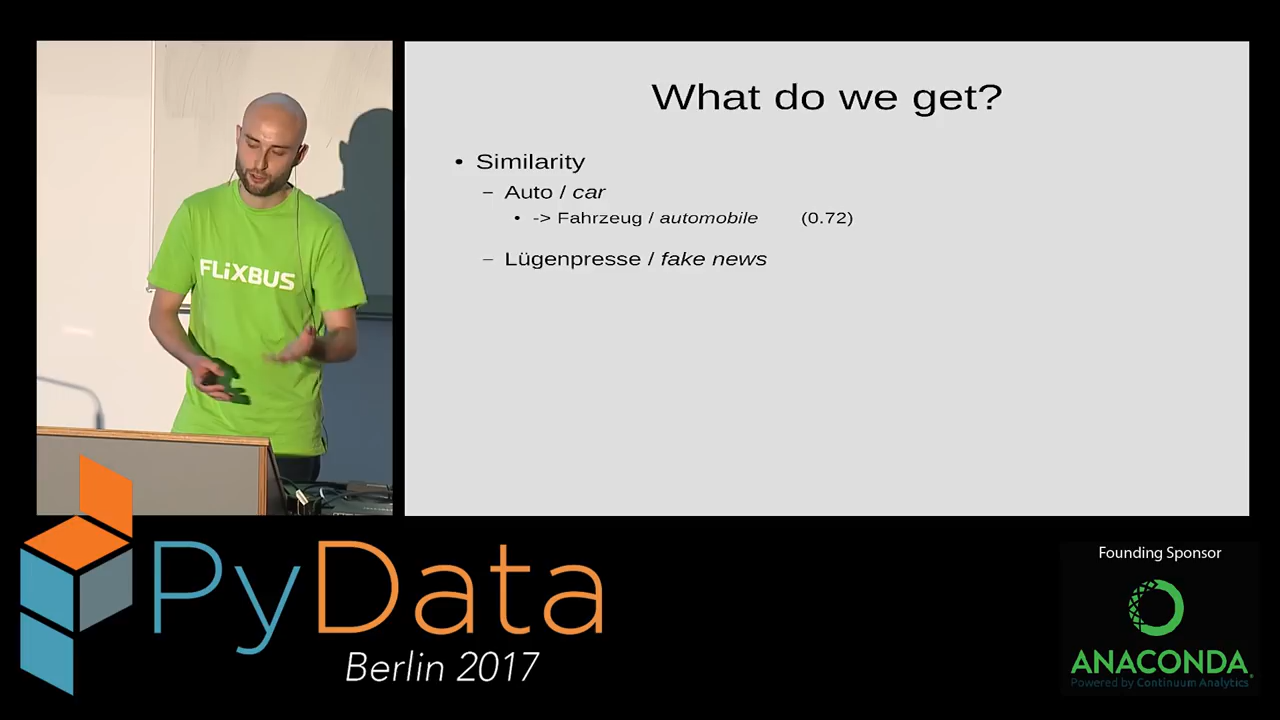 What do we get?
• Similarity
– Auto / car
• -> Fahrzeug / automobile (0.72)
– Lügenpresse / fake news
FLiXBUS
PyData
Berlin 2017
Founding Sponsor
ANACONDA
Powered by Continuum Analytics